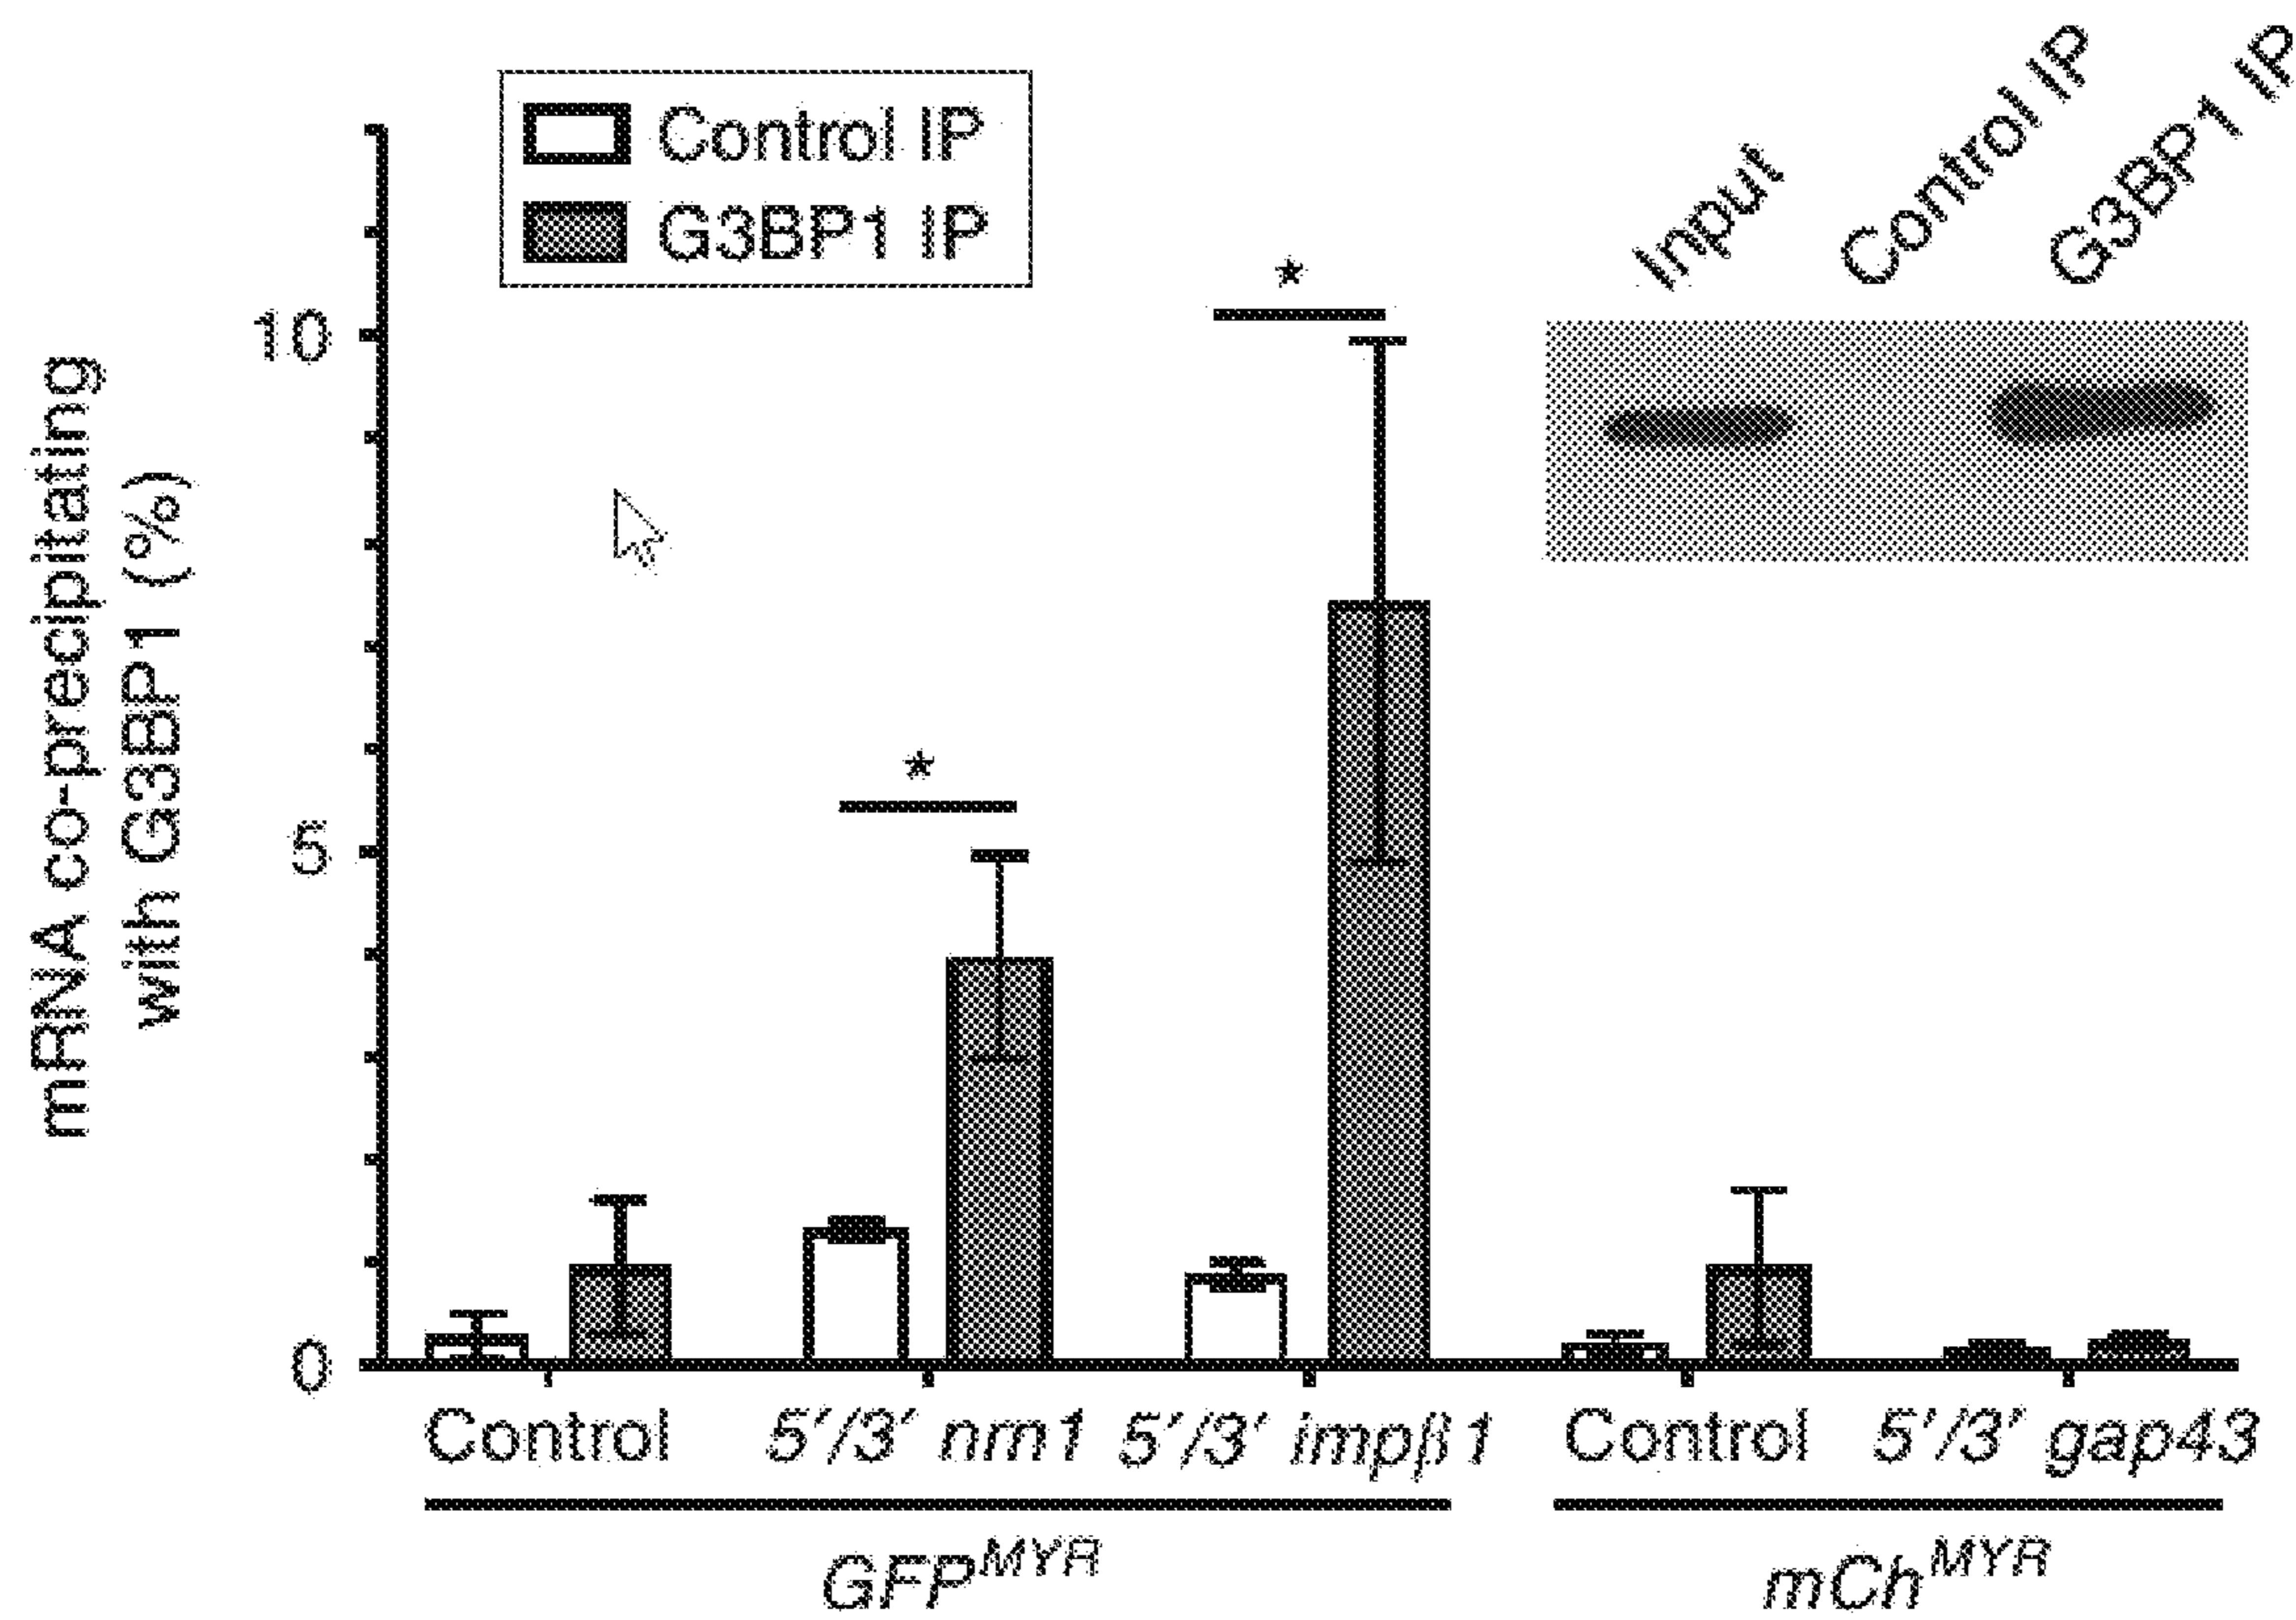 Control IP
G3BP1 IP
Input
Control IP
G3BP1 IP
*
*
mRNA co-precipitating
with G3BP1 (%)
10
5
0
Control 5'/3' nrn1 5'/3' impβ1 Control 5'/3' gap43
GFP^MYR mCh^MYR